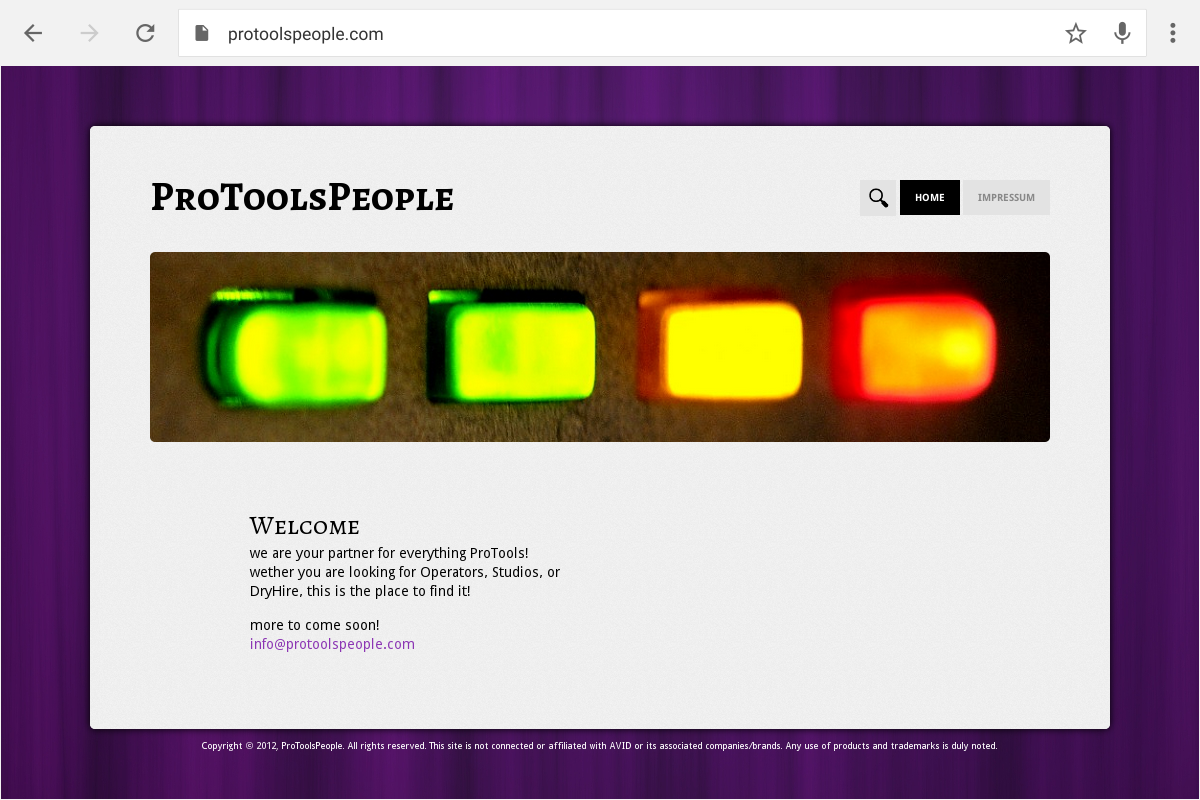 protoolspeople.com
ProToolsPeople
HOME
IMPRESSUM
Welcome
we are your partner for everything ProTools!
wether you are looking for Operators, Studios, or
DryHire, this is the place to find it!
more to come soon!
info@protoolspeople.com
Copyright © 2012, ProToolsPeople. All rights reserved. This site is not connected or affiliated with AVID or its associated companies/brands. Any use of products and trademarks is duly noted.